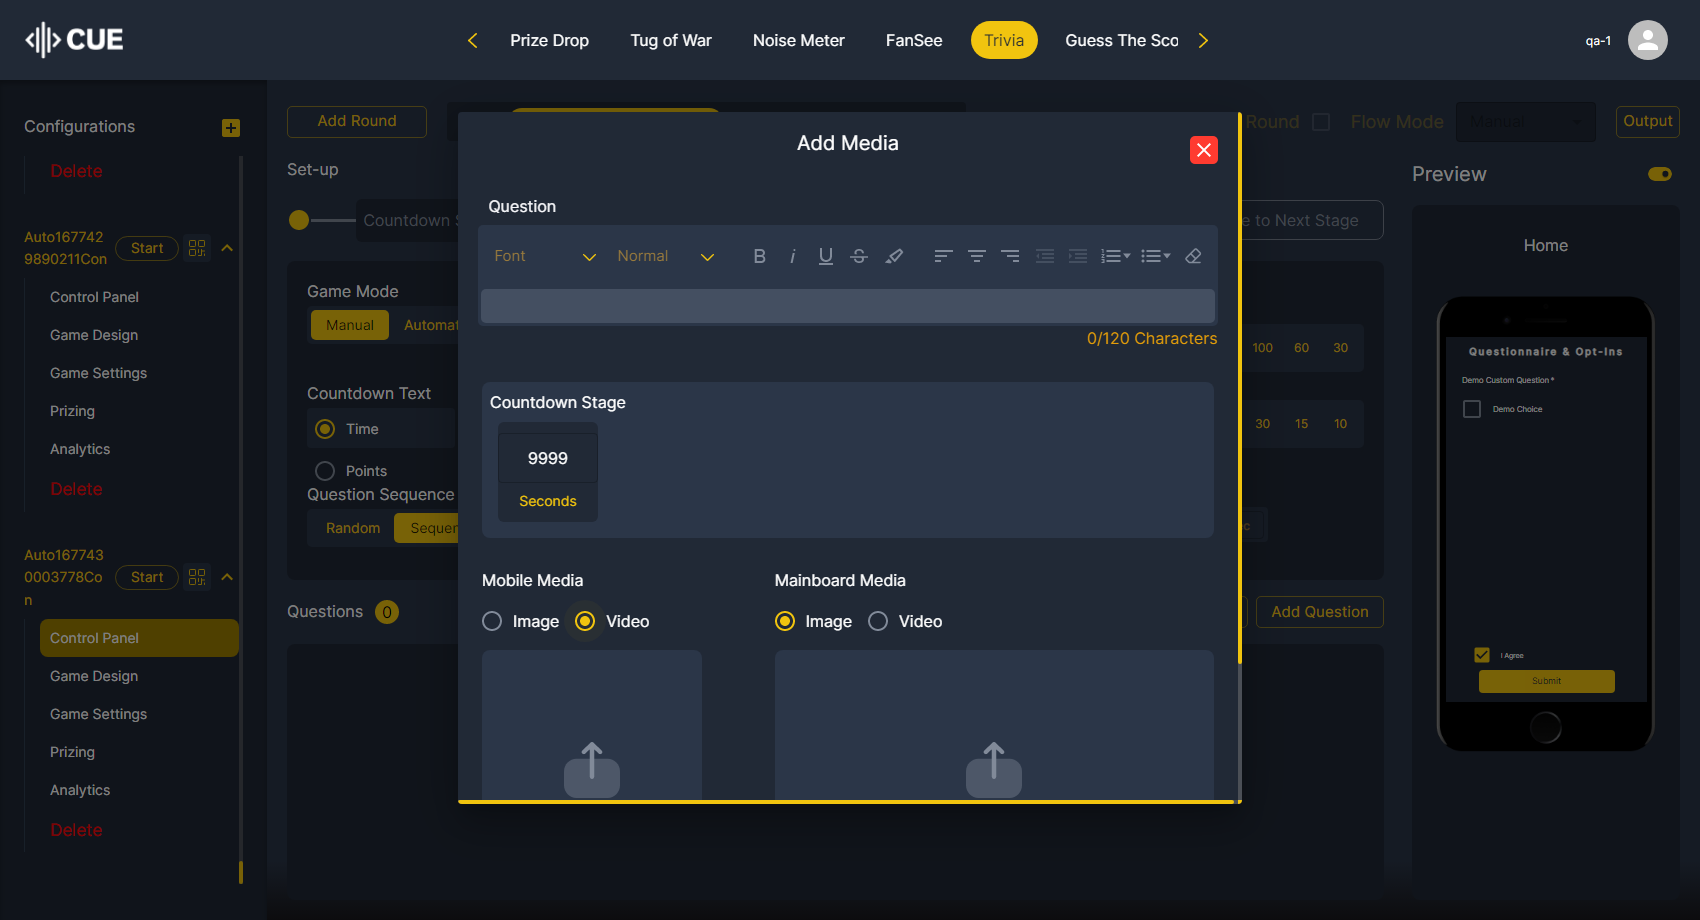 CUE
Prize Drop
Tug of War
Noise Meter
FanSee
Trivia
Guess The Sco
qa-1
Configurations
Delete
Auto167742
9890211Con
Start
Control Panel
Game Design
Game Settings
Prizing
Analytics
Delete
Auto167743
0003778Co
n
Start
Control Panel
Game Design
Game Settings
Prizing
Analytics
Delete
Add Round
Round
Flow Mode
Manual
Output
Set-up
Countdown
e to Next Stage
Game Mode
Manual
Automat
Countdown Text
Time
Points
Question Sequence
Random
Sequen
100 60 30
30 15 10
Questions 0
Add Question
Add Media
Question
Font
Normal
B i U S
0/120 Characters
Countdown Stage
9999
Seconds
Mobile Media
Image
Video
Mainboard Media
Image
Video
Preview
Home
Questionnaire & Opt-Ins
Demo Custom Question *
Demo Choice
I Agree
Submit